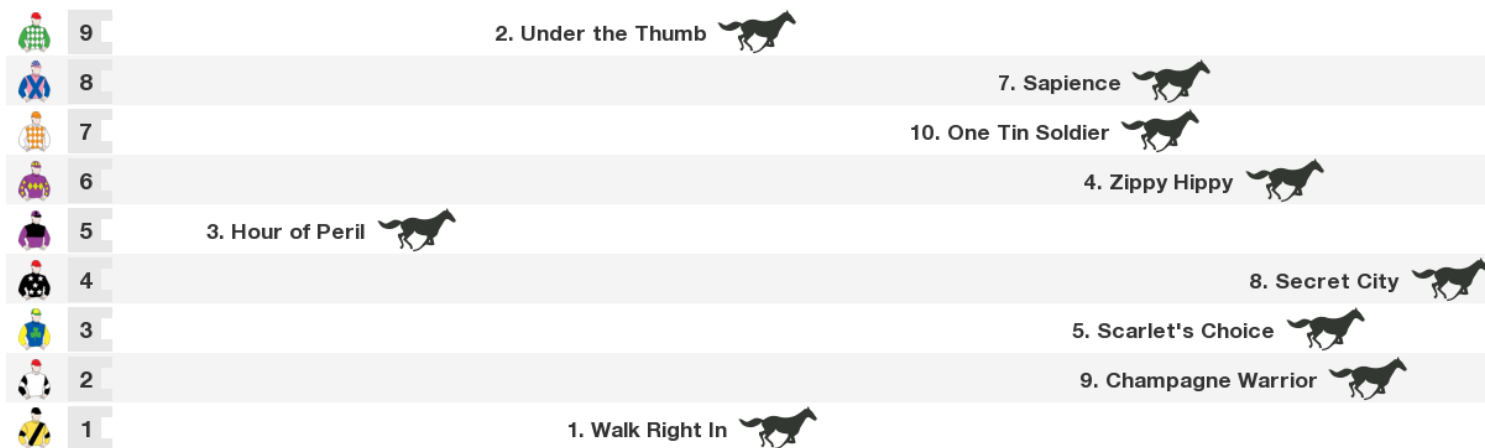 9 2. Under the Thumb
8 7. Sapience
7 10. One Tin Soldier
6 4. Zippy Hippy
5 3. Hour of Peril
4 8. Secret City
3 5. Scarlet's Choice
2 9. Champagne Warrior
1 1. Walk Right In